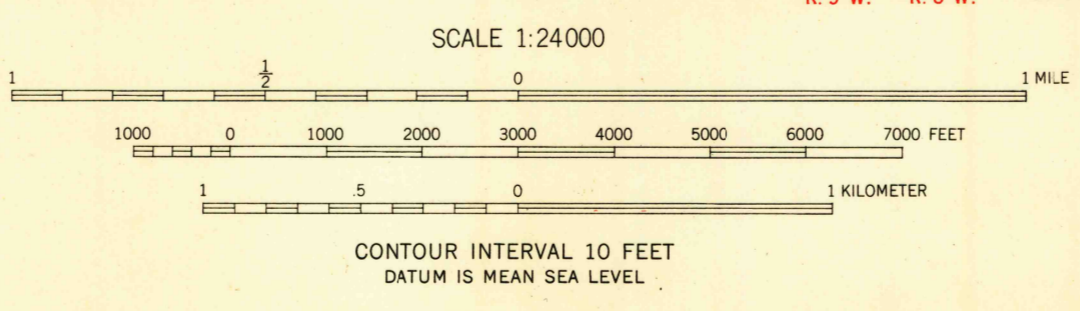 SCALE 1:24000
1 1/2 0 1 MILE
1000 0 1000 2000 3000 4000 5000 6000 7000 FEET
1 .5 0 1 KILOMETER
CONTOUR INTERVAL 10 FEET
DATUM IS MEAN SEA LEVEL